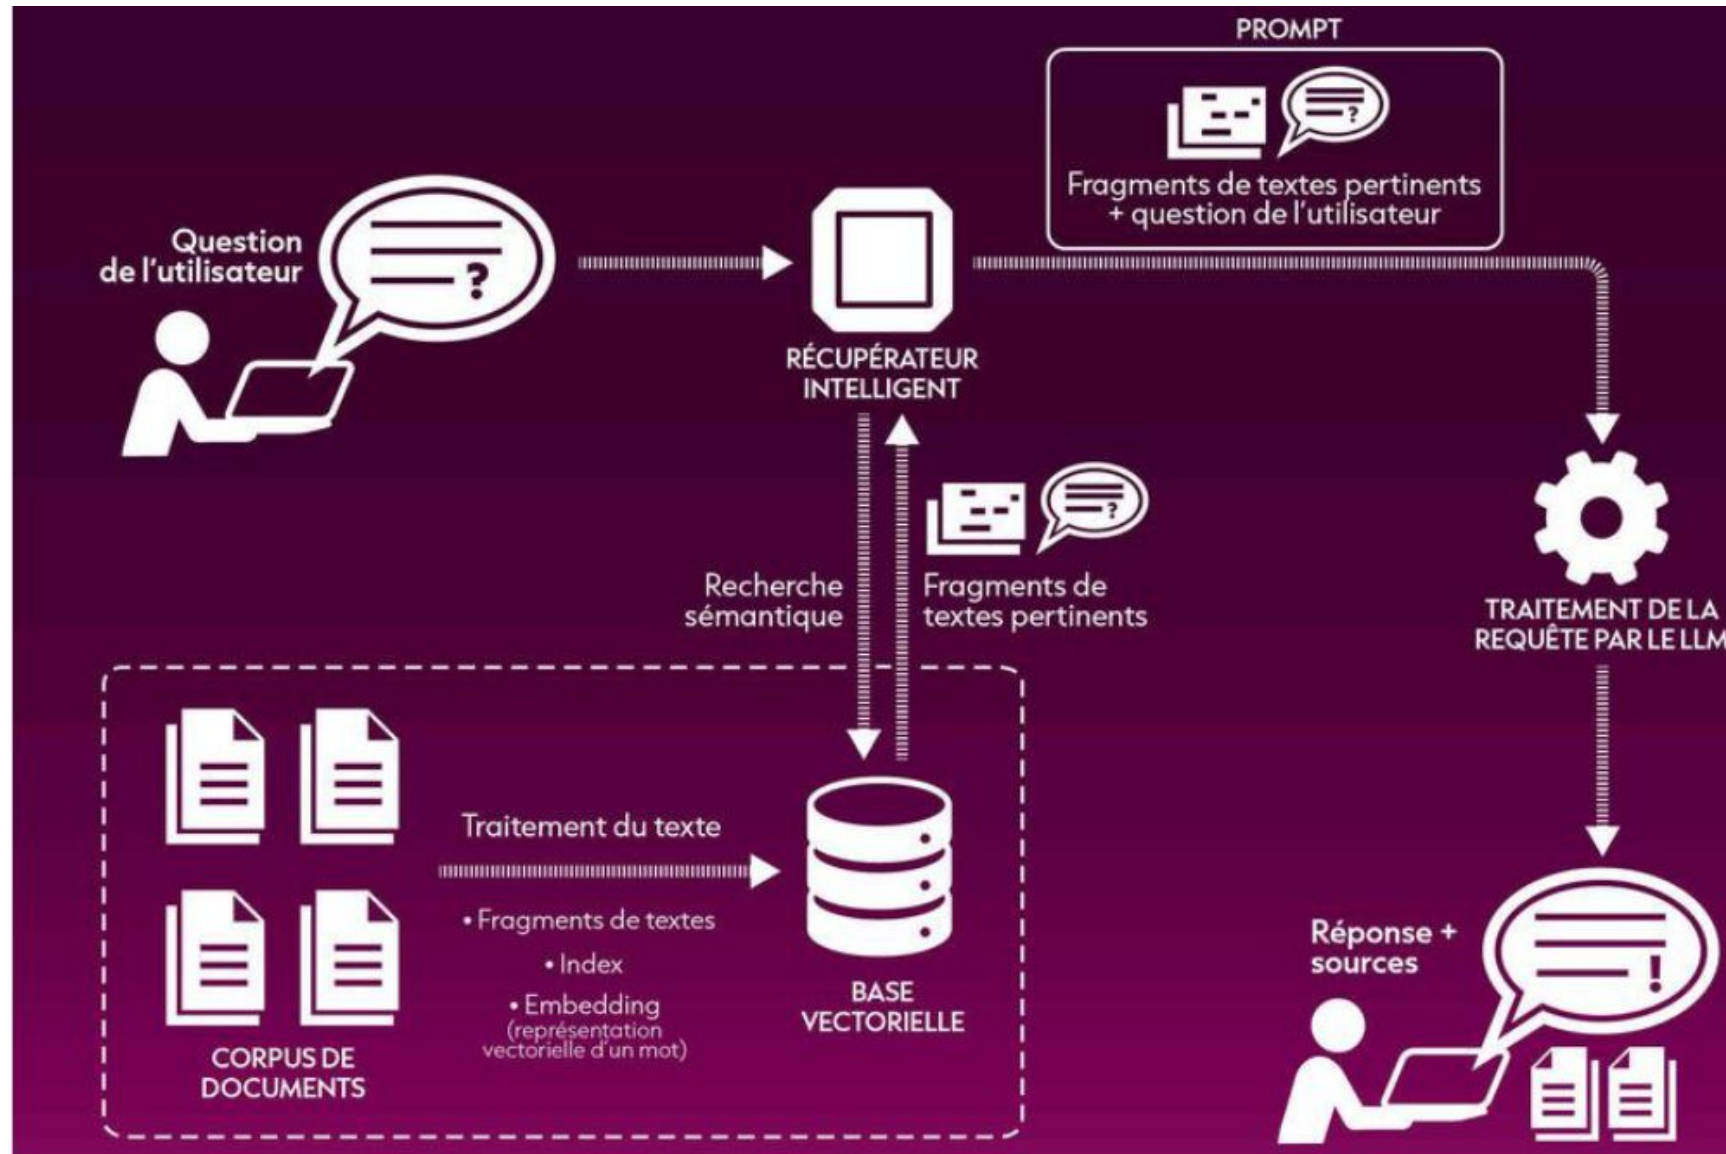 PROMPT
Fragments de textes pertinents
+ question de l'utilisateur
Question
de l'utilisateur
?
?
RÉCUPÉRATEUR
INTELLIGENT
?
Recherche
sémantique
Fragments de
textes pertinents
TRAITEMENT DE LA
REQUÊTE PAR LE LLM
Traitement du texte
• Fragments de textes
• Index
• Embedding
(représentation
vectorielle d'un mot)
CORPUS DE
DOCUMENTS
BASE
VECTORIELLE
Réponse +
sources
!